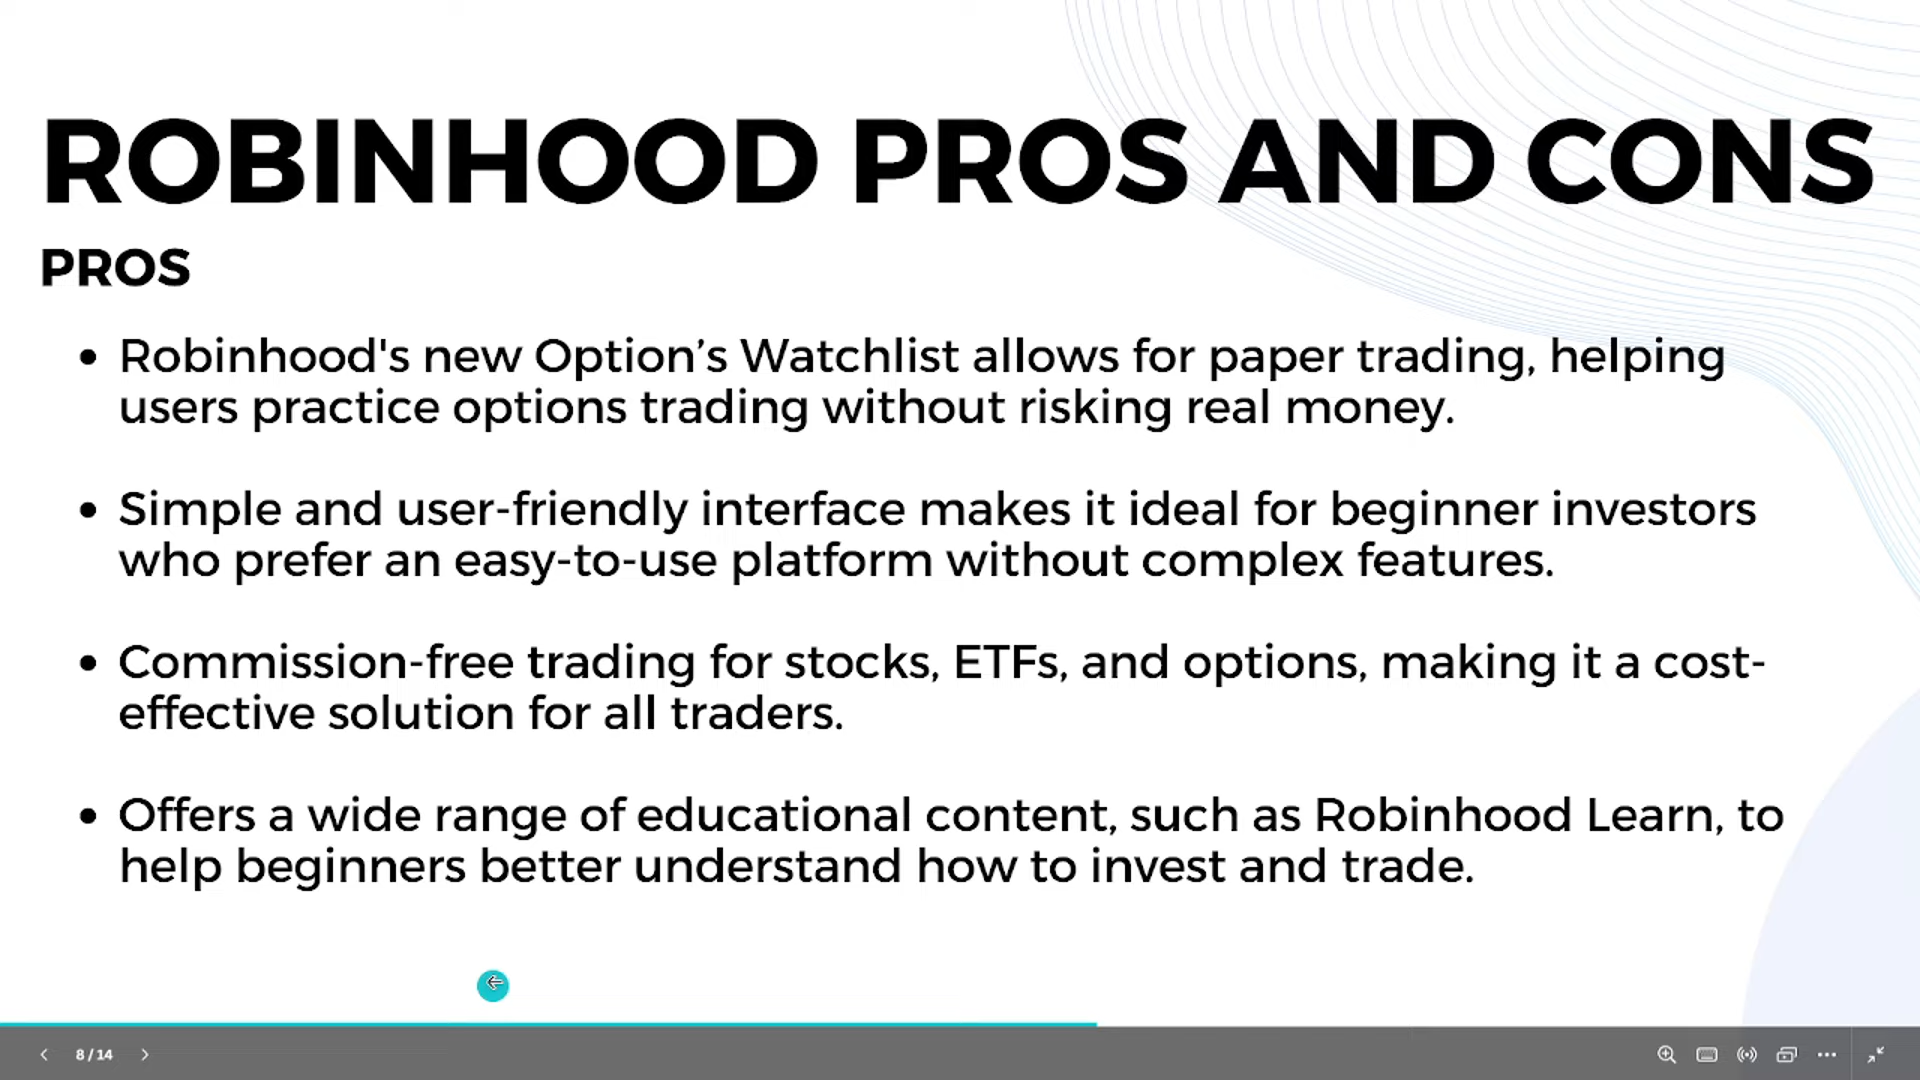 ROBINHOOD PROS AND CONS
PROS
• Robinhood's new Option’s Watchlist allows for paper trading, helping
users practice options trading without risking real money.
• Simple and user-friendly interface makes it ideal for beginner investors
who prefer an easy-to-use platform without complex features.
• Commission-free trading for stocks, ETFs, and options, making it a cost-
effective solution for all traders.
• Offers a wide range of educational content, such as Robinhood Learn, to
help beginners better understand how to invest and trade.
8 / 14